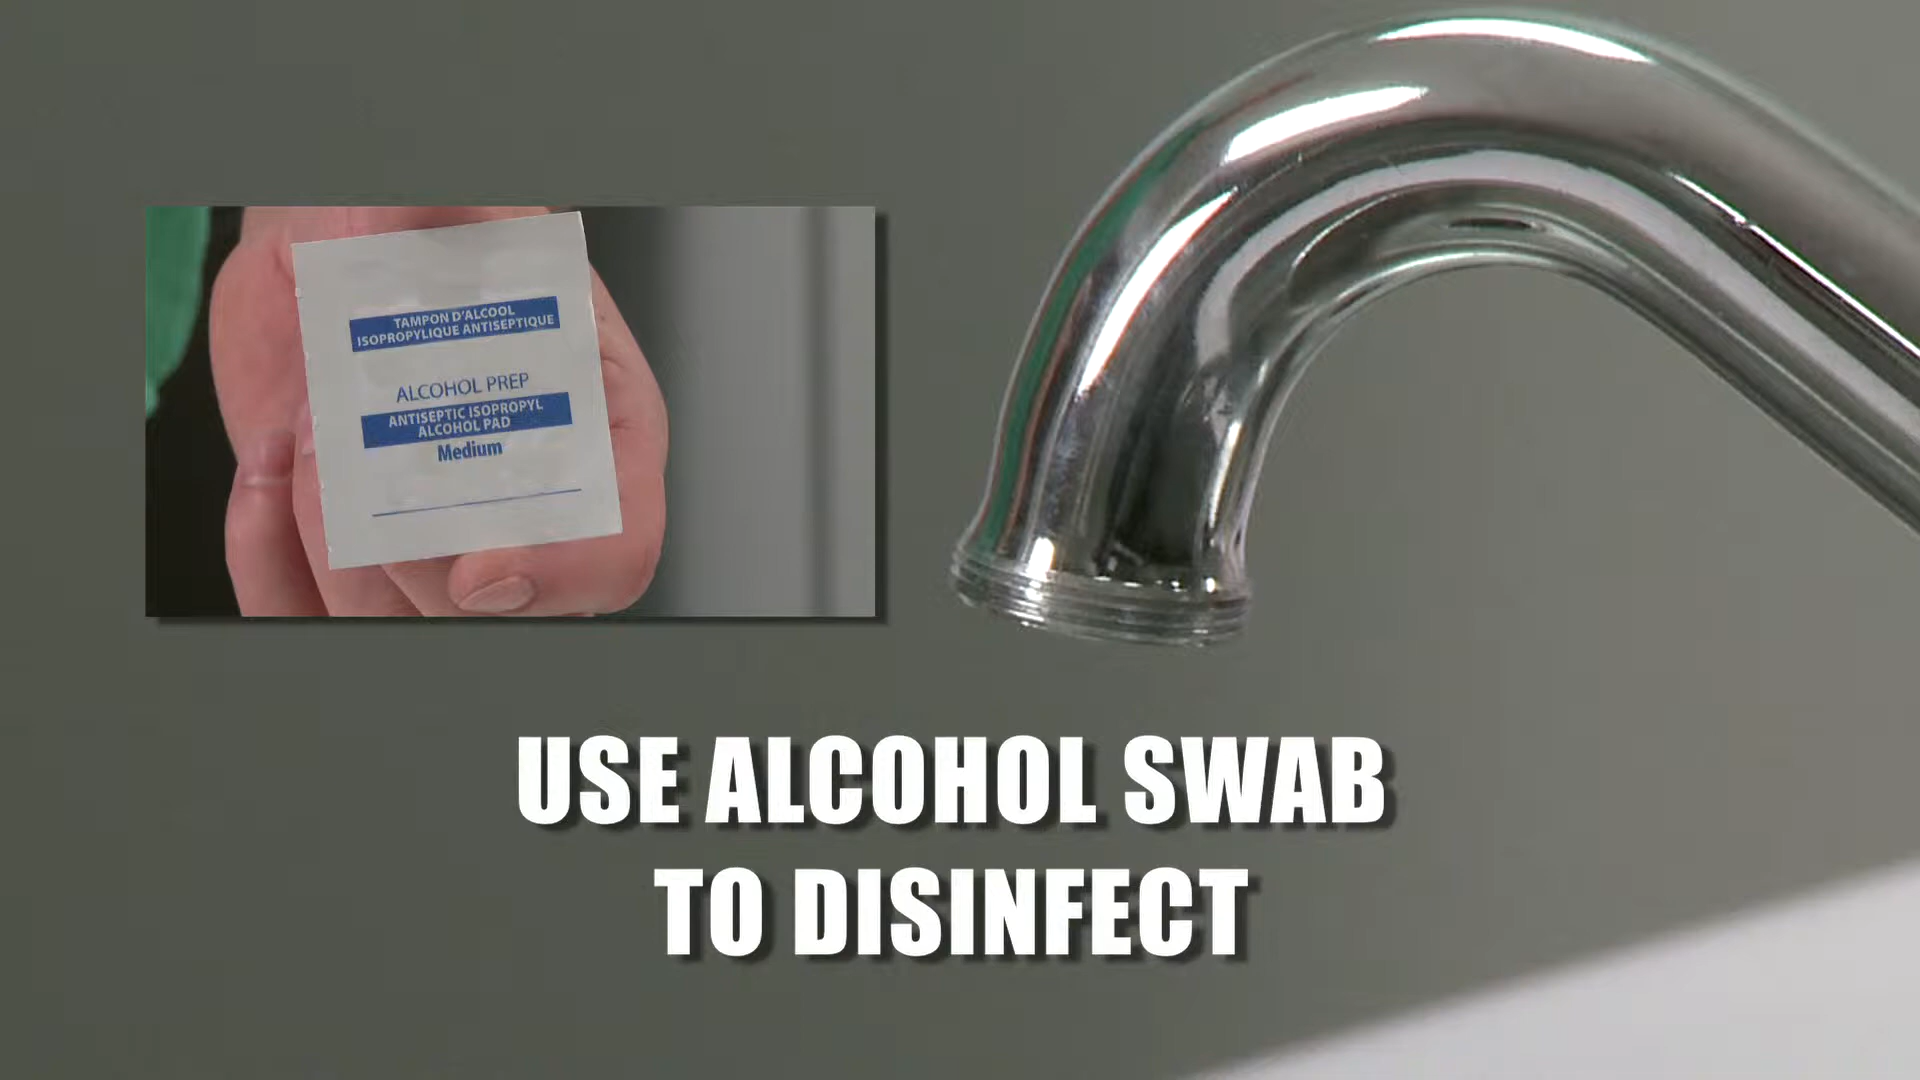 TAMPON D'ALCOOL
ISOPROPYLIQUE ANTISEPTIQUE
ALCOHOL PREP
ANTISEPTIC ISOPROPYL
ALCOHOL PAD
Medium
USE ALCOHOL SWAB
TO DISINFECT